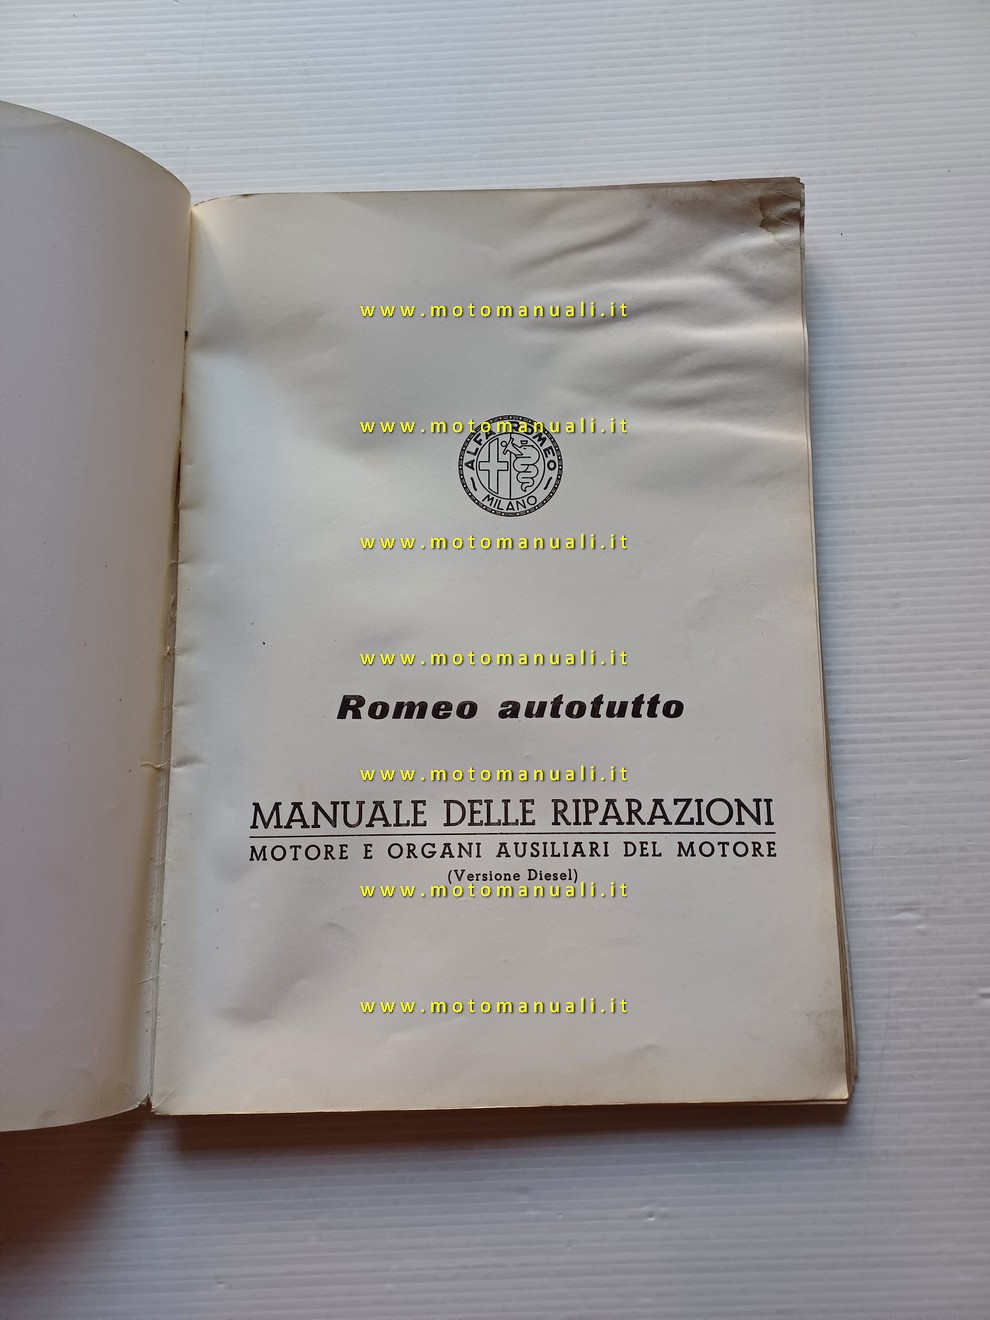 www.motomanuali.it
www.motomanuali.it
ALFA ROMEO
MILANO
www.motomanuali.it
www.motomanuali.it
Romeo autotutto
www.motomanuali.it
MANUALE DELLE RIPARAZIONI
MOTORE E ORGANI AUSILIARI DEL MOTORE
(Versione Diesel)
www.motomanuali.it
www.motomanuali.it